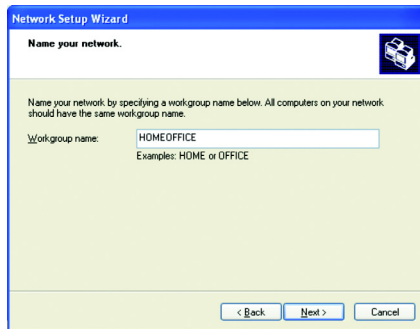 Network Setup Wizard
Name your network.
Name your network by specifying a workgroup name below. All computers on your network
should have the same workgroup name.
Workgroup name:
HOMEOFFICE
Examples: HOME or OFFICE
< Back
Next >
Cancel